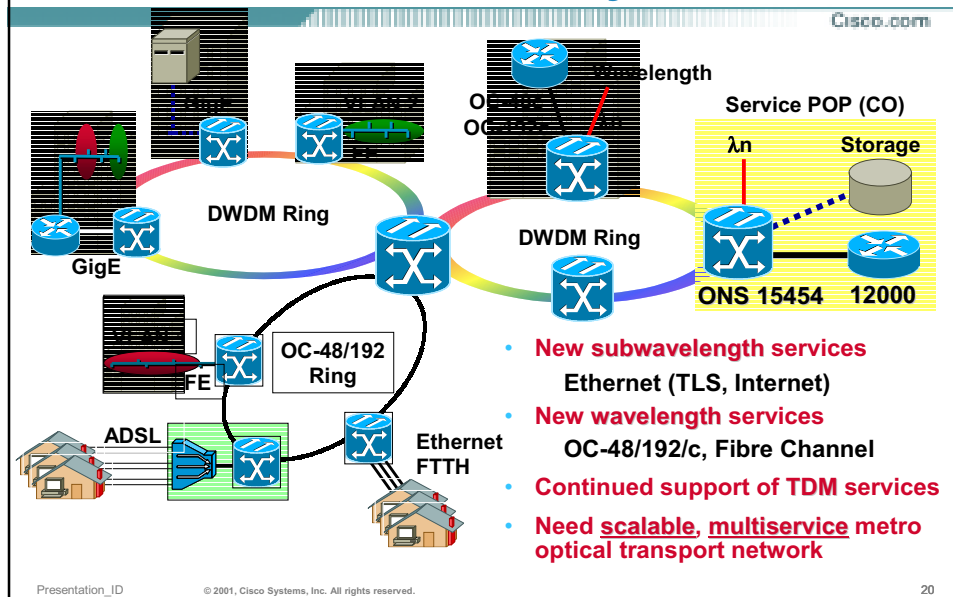 Cisco.com
Wavelength
Service POP (CO)
λn
Storage
DWDM Ring
DWDM Ring
GigE
ONS 15454
12000
OC-48/192
Ring
FE
ADSL
Ethernet
FTTH
• New subwavelength services
Ethernet (TLS, Internet)
• New wavelength services
OC-48/192/c, Fibre Channel
• Continued support of TDM services
• Need scalable, multiservice metro
optical transport network
Presentation_ID
© 2001, Cisco Systems, Inc. All rights reserved.
20